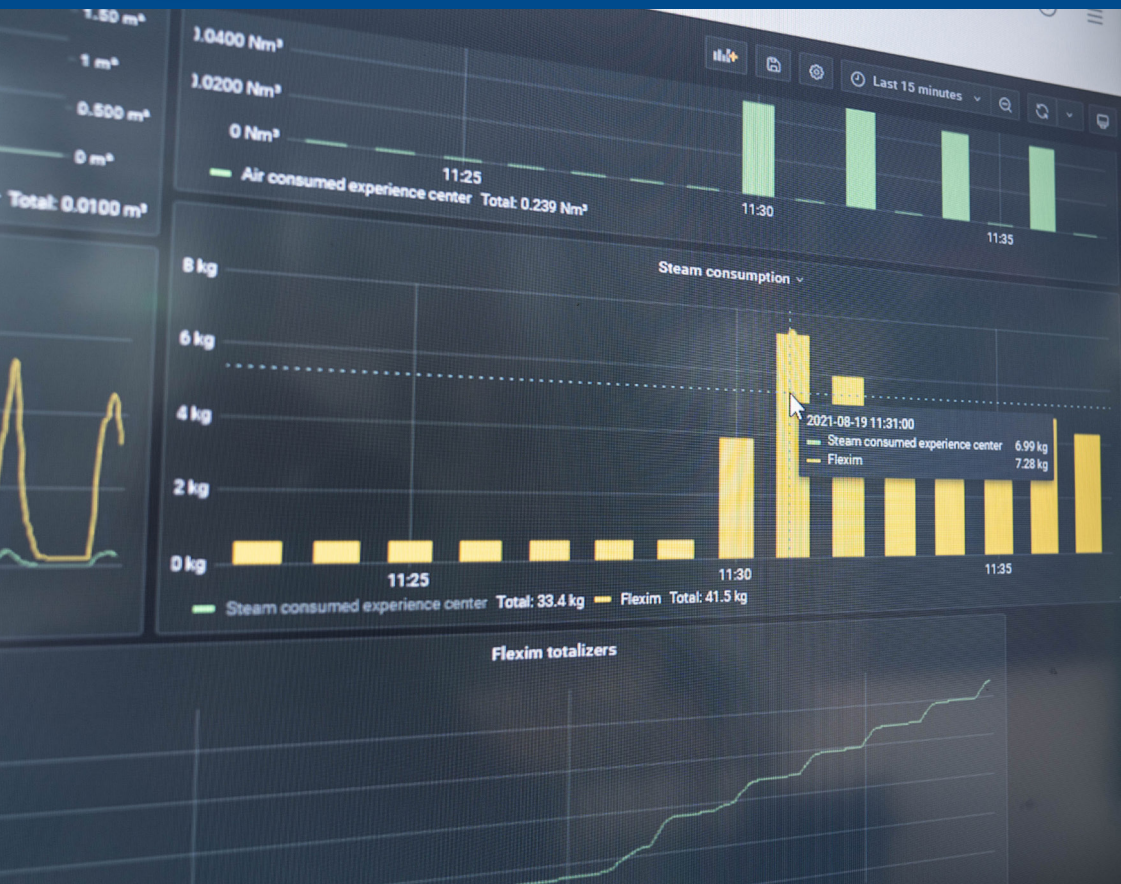 1.50 m³
1 m³
0.500 m³
0 m³
Total: 0.0100 m³
0.0400 Nm³
0.0200 Nm³
0 Nm³
Last 15 minutes
11:25
11:30
11:35
Air consumed experience center Total: 0.239 Nm³
Steam consumption
8 kg
6 kg
4 kg
2 kg
0 kg
2021-08-19 11:31:00
Steam consumed experience center 6.99 kg
Flexim 7.28 kg
11:25
11:30
11:35
Steam consumed experience center Total: 33.4 kg Flexim Total: 41.5 kg
Flexim totalizers